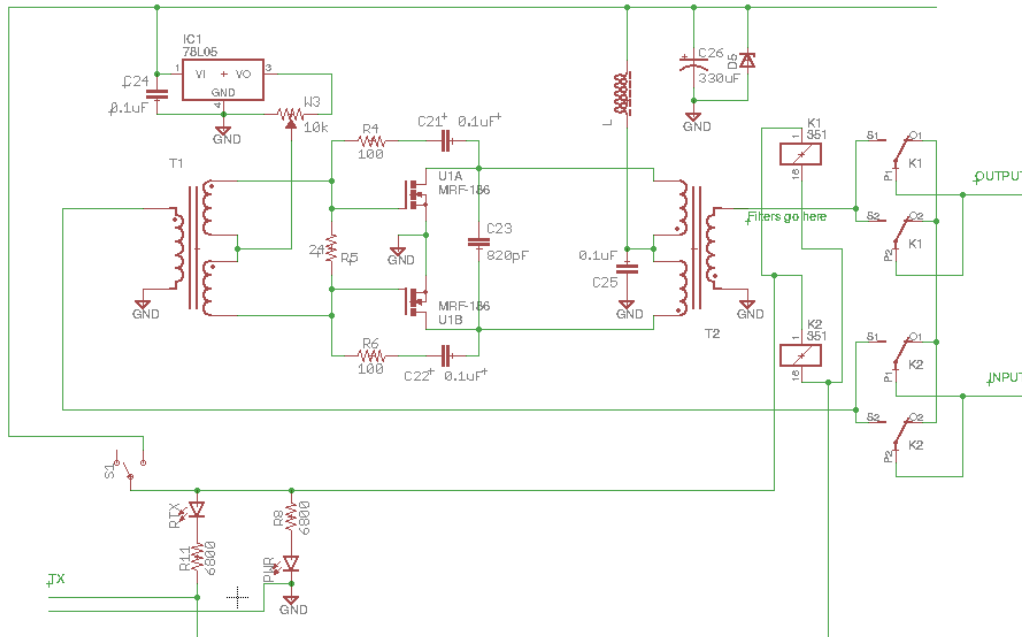 IC1
78L05
1
VI
VO
3
GND
4
C24
0.1uF
GND
W3
10k
T1
R4
100
C21
0.1uF
U1A
MRF-186
24
R5
GND
C23
820pF
MRF-186
U1B
R6
100
C22
0.1uF
GND
L
C26
330uF
D5
GND
0.1uF
C25
GND
T2
GND
Filters go here
K1
351
1
16
K2
351
1
16
S1
O1
P1
K1
OUTPUT
S2
O2
P2
K1
S1
O1
P1
K2
INPUT
S2
O2
P2
K2
S1
RTX
R11
6800
R8
6800
PWR
GND
TX